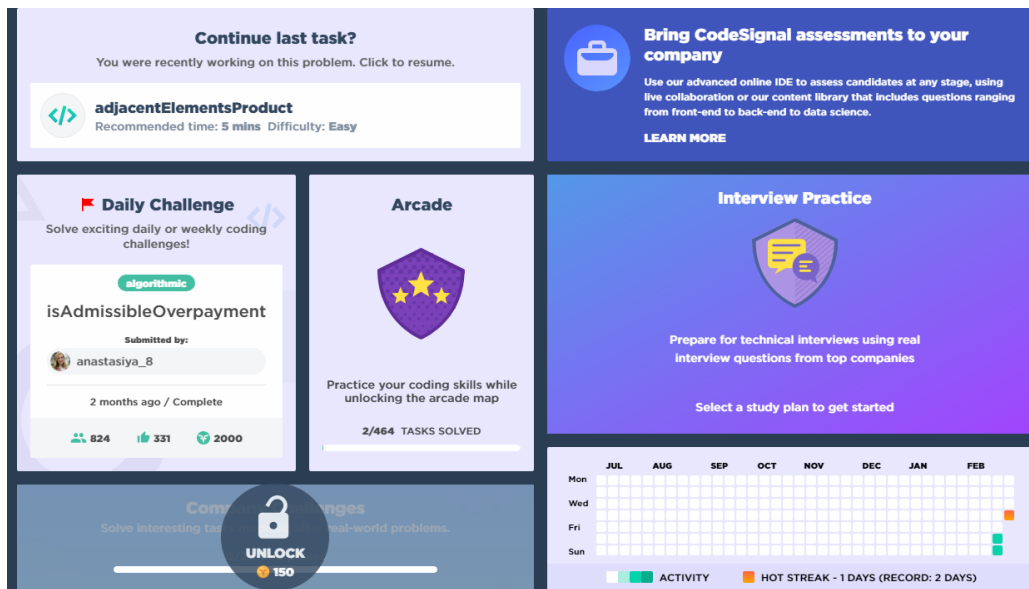 Continue last task?
You were recently working on this problem. Click to resume.
</>
adjacentElementsProduct
Recommended time: 5 mins Difficulty: Easy
Bring CodeSignal assessments to your
company
Use our advanced online IDE to assess candidates at any stage, using
live collaboration or our content library that includes questions ranging
from front-end to back-end to data science.
LEARN MORE
Daily Challenge
Solve exciting daily or weekly coding
challenges!
algorithmic
isAdmissibleOverpayment
Submitted by:
anastasiya_8
2 months ago / Complete
824 331 2000
Arcade
Practice your coding skills while
unlocking the arcade map
2/464 TASKS SOLVED
Interview Practice
Prepare for technical interviews using real
interview questions from top companies
Select a study plan to get started
Solve interesting real-world problems.
UNLOCK
150
JUL AUG SEP OCT NOV DEC JAN FEB
Mon
Wed
Fri
Sun
ACTIVITY HOT STREAK - 1 DAYS (RECORD: 2 DAYS)